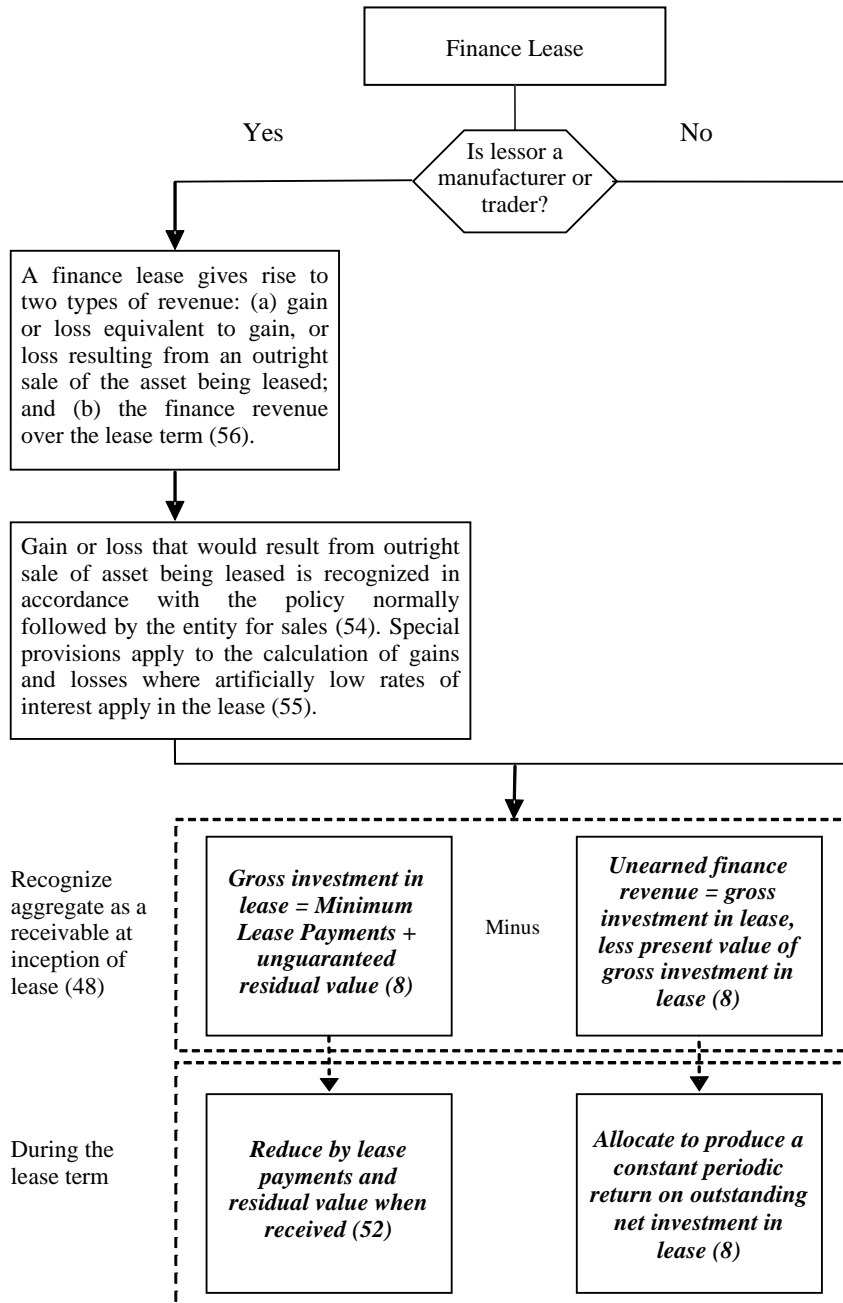 Finance Lease
Yes
No
Is lessor a
manufacturer or
trader?
A finance lease gives rise to
two types of revenue: (a) gain
or loss equivalent to gain, or
loss resulting from an outright
sale of the asset being leased;
and (b) the finance revenue
over the lease term (56).
Gain or loss that would result from outright
sale of asset being leased is recognized in
accordance with the policy normally
followed by the entity for sales (54). Special
provisions apply to the calculation of gains
and losses where artificially low rates of
interest apply in the lease (55).
Recognize
aggregate as a
receivable at
inception of
lease (48)
Gross investment in
lease = Minimum
Lease Payments +
unguaranteed
residual value (8)
Minus
Unearned finance
revenue = gross
investment in lease,
less present value of
gross investment in
lease (8)
During the
lease term
Reduce by lease
payments and
residual value when
received (52)
Allocate to produce a
constant periodic
return on outstanding
net investment in
lease (8)